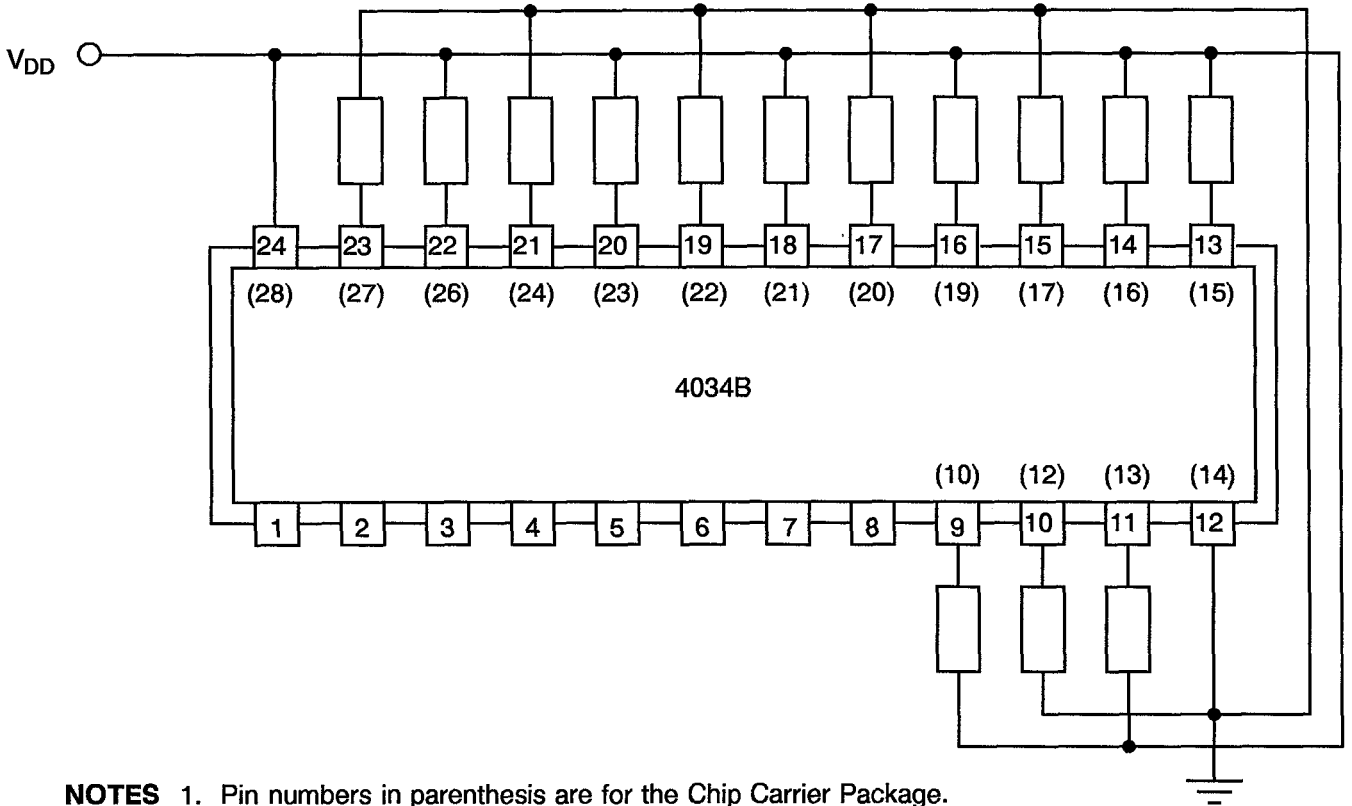 V_DD
24 23 22 21 20 19 18 17 16 15 14 13
(28) (27) (26) (24) (23) (22) (21) (20) (19) (17) (16) (15)
4034B
(10) (12) (13) (14)
1 2 3 4 5 6 7 8 9 10 11 12
NOTES 1. Pin numbers in parenthesis are for the Chip Carrier Package.